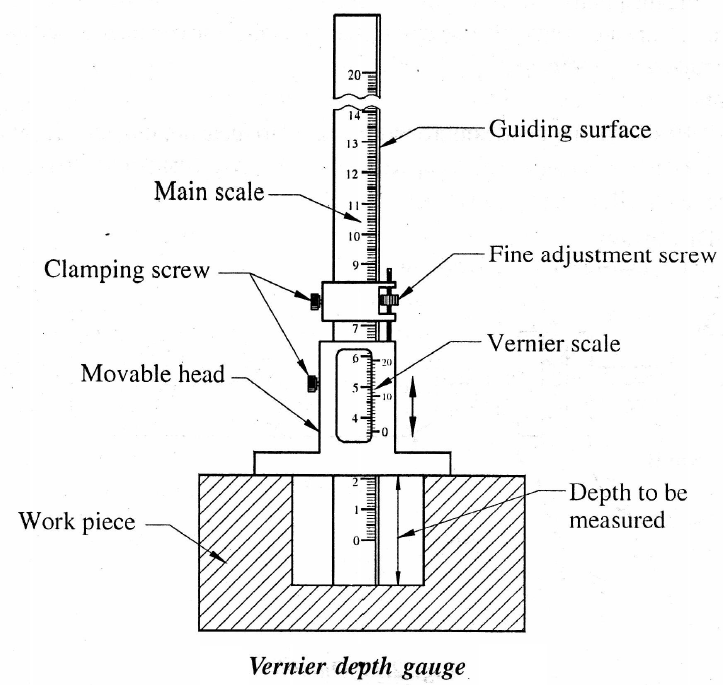 20
14
Guiding surface
13
12
Main scale
11
10
9
Fine adjustment screw
Clamping screw
7
Vernier scale
6
20
Movable head
5
10
4
0
2
Depth to be
measured
1
Work piece
0
Vernier depth gauge